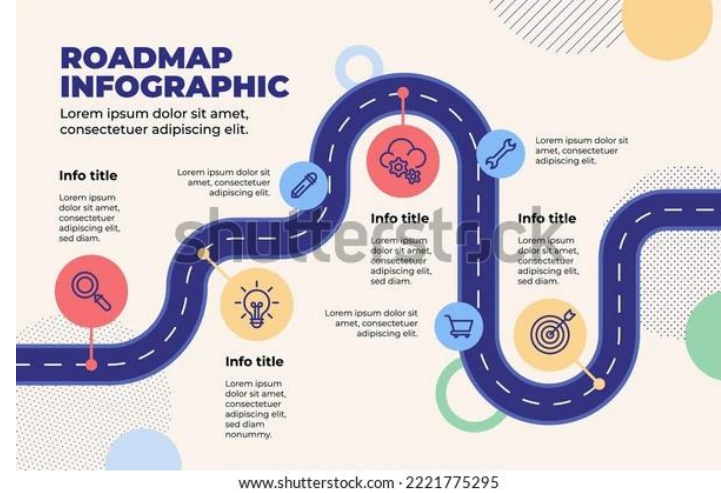 ROADMAP
INFOGRAPHIC
Lorem ipsum dolor sit amet,
consectetuer adipiscing elit.
Info title
Lorem ipsum
dolor sit amet,
consectetuer
adipiscing elit,
sed diam.
Lorem ipsum dolor sit
amet, consectetuer
adipiscing elit.
Info title
Lorem ipsum
dolor sit amet,
consectetuer
adipiscing elit,
sed diam
nonummy.
Info title
Lorem ipsum
dolor sit amet,
consectetuer
adipiscing elit,
sed diam.
Lorem ipsum dolor sit
amet, consectetuer
adipiscing elit.
Lorem ipsum dolor sit
amet, consectetuer
adipiscing elit.
Info title
Lorem ipsum
dolor sit amet,
consectetuer
adipiscing elit,
sed diam.
shutterstock
www.shutterstock.com · 2221775295